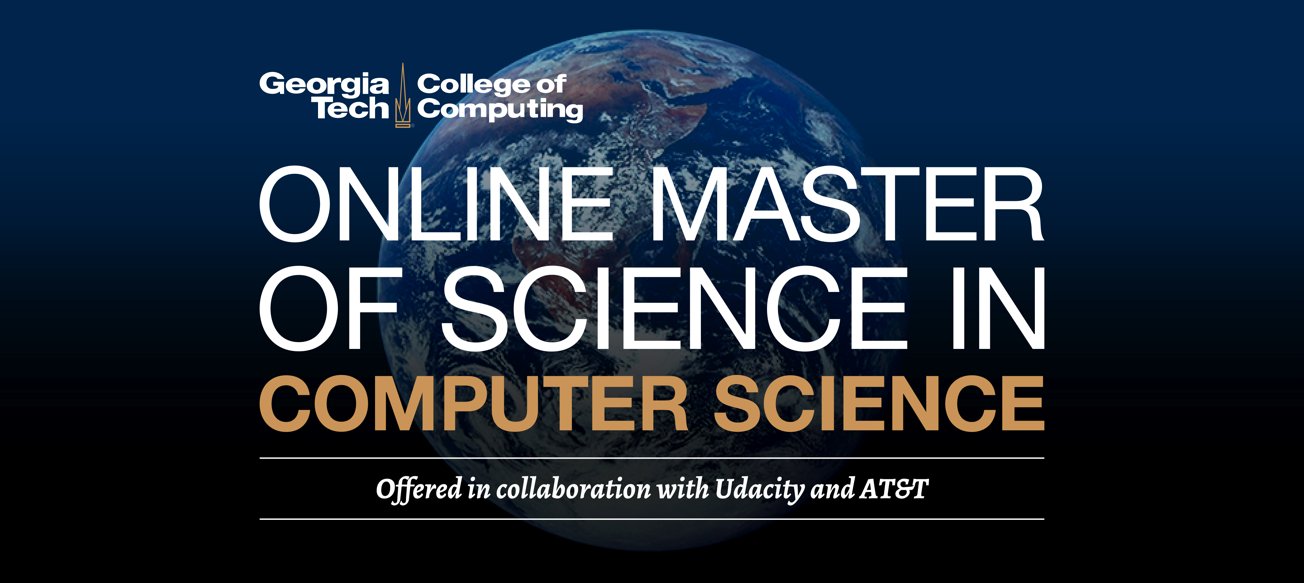 Georgia Tech
College of Computing
ONLINE MASTER
OF SCIENCE IN
COMPUTER SCIENCE
Offered in collaboration with Udacity and AT&T